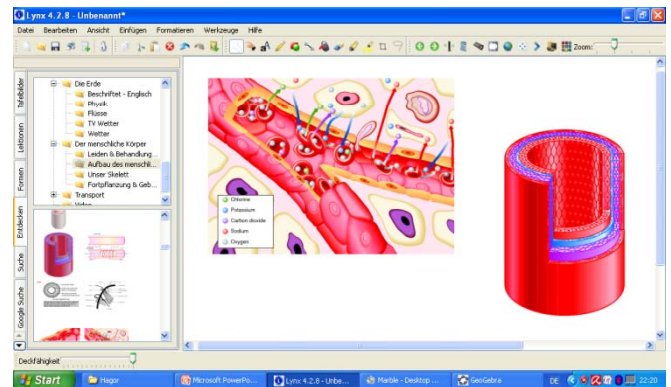 Lynx 4.2.8 - Unbenannt*
Datei Bearbeiten Ansicht Einfügen Formatieren Werkzeuge Hilfe
Zoom:
Tafelbilder
Lektionen
Formen
Entdecken
Suche
Google Suche
Die Erde
Beschriftet - Englisch
Physik
Flüsse
TV Wetter
Wetter
Der menschliche Körper
Leiden & Behandlung...
Aufbau des menschli...
Unser Skelett
Fortpflanzung & Geb...
Transport
Video
Chlorine
Potassium
Carbon dioxide
Sodium
Oxygen
Deckfähigkeit
Start
Hagor
Microsoft PowerPo...
Lynx 4.2.8 - Unbe...
Marble - Desktop ...
GeoGebra
DE
22:20